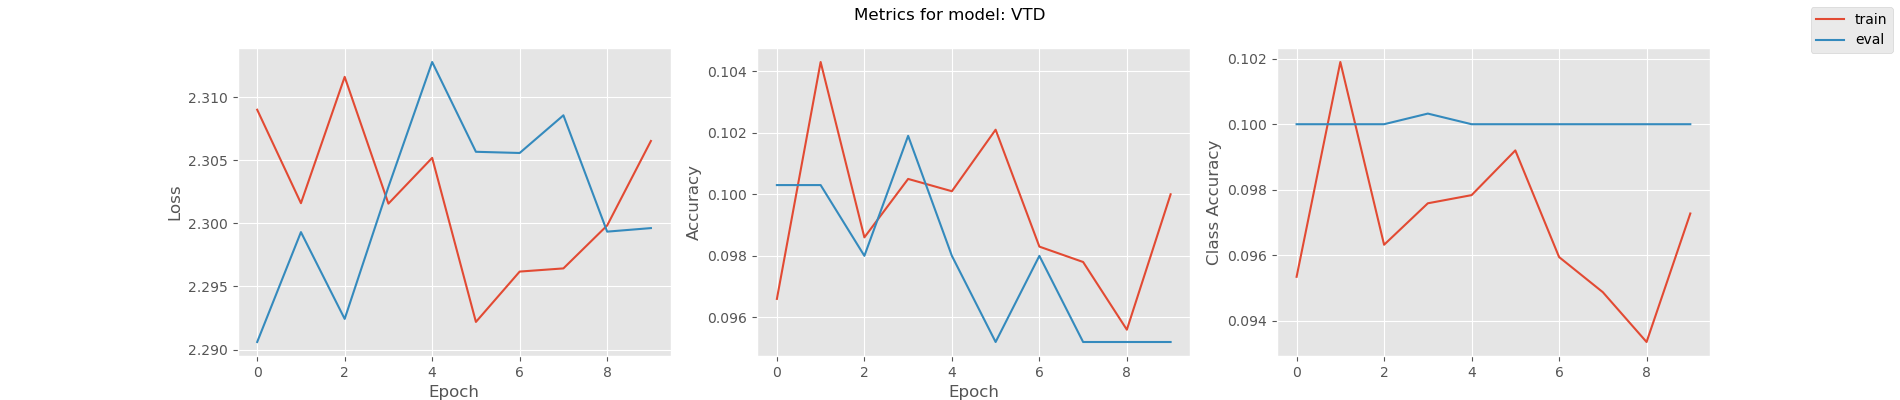 Metrics for model: VTD
train
eval
Loss
2.310
2.305
2.300
2.295
2.290
0 2 4 6 8
Epoch
Accuracy
0.104
0.102
0.100
0.098
0.096
0 2 4 6 8
Epoch
Class Accuracy
0.102
0.100
0.098
0.096
0.094
0 2 4 6 8